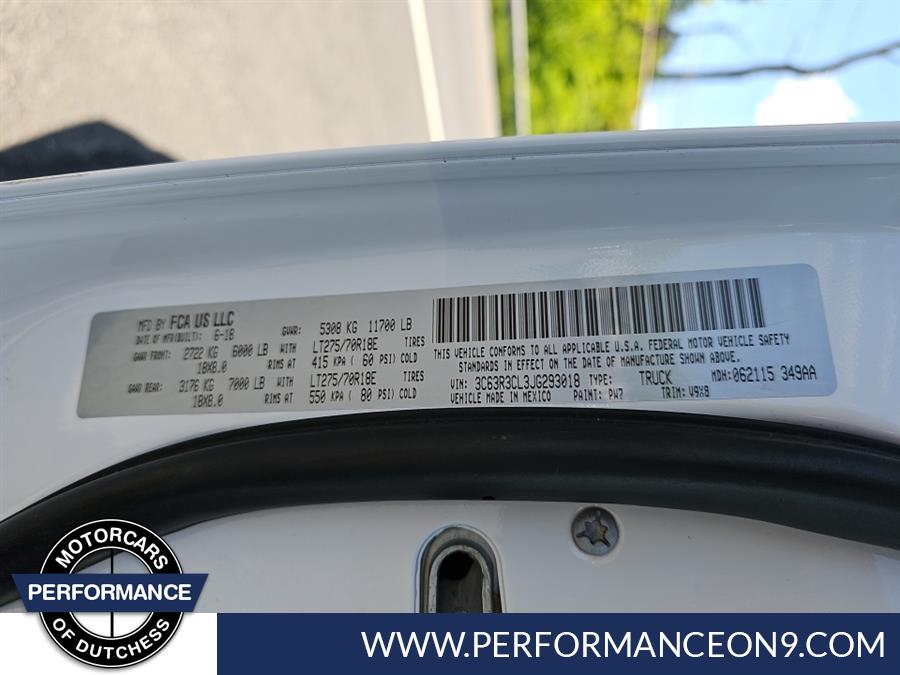 MFD BY FCA US LLC
DATE OF MFR(BUILT): 6-18 GVWR: 5308 KG 11700 LB
GAWR FRONT: 2722 KG 6000 LB WITH LT275/70R18E TIRES
18X8.0 RIMS AT 415 KPA ( 60 PSI) COLD
GAWR REAR: 3176 KG 7000 LB WITH LT275/70R18E TIRES
18X8.0 RIMS AT 550 KPA ( 80 PSI) COLD
THIS VEHICLE CONFORMS TO ALL APPLICABLE U.S.A. FEDERAL MOTOR VEHICLE SAFETY
STANDARDS IN EFFECT ON THE DATE OF MANUFACTURE SHOWN ABOVE.
VIN: 3C63R3CL3JG293018 TYPE: TRUCK MDH: 062115 349AA
VEHICLE MADE IN MEXICO PAINT: PW7 TRIM: V9X8
MOTORCARS
PERFORMANCE
OF DUTCHESS
WWW.PERFORMANCEON9.COM